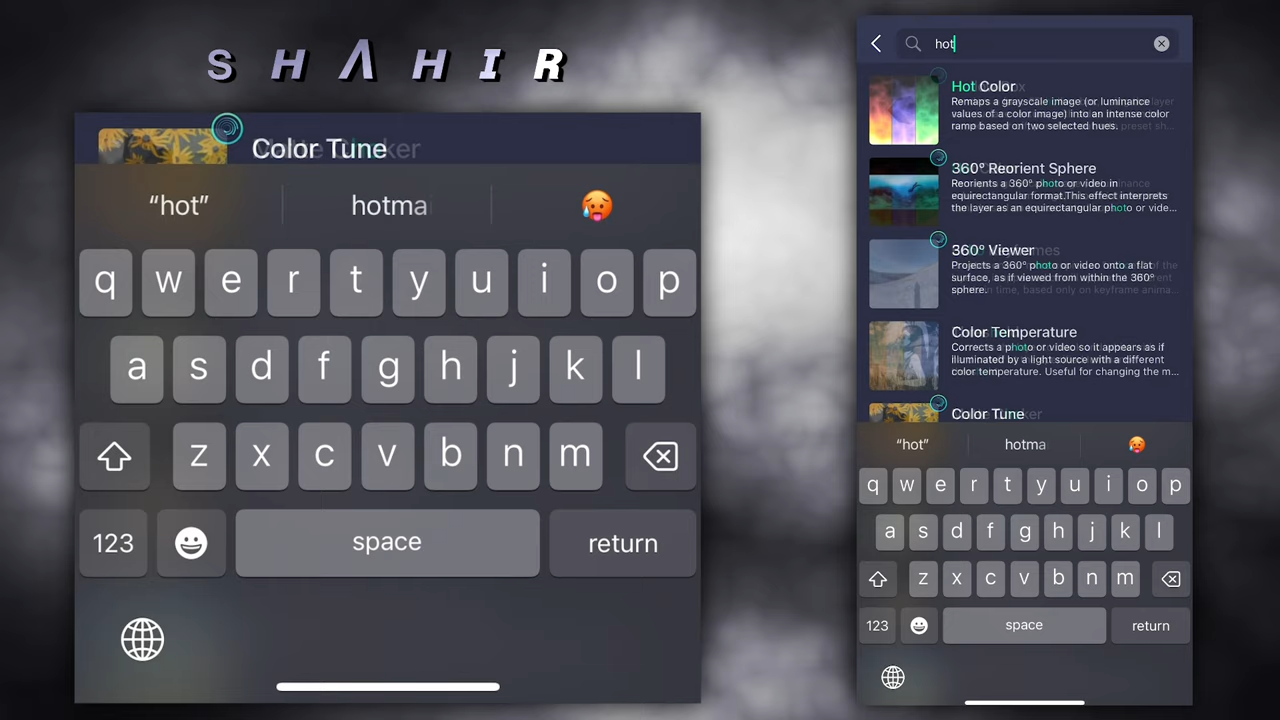 SHAHIR
Color Tune
“hot”
hotma
q w e r t y u i o p
a s d f g h j k l
z x c v b n m
123
space
return
hot
Hot Color
Remaps a grayscale image (or luminance
values of a color image) into an intense color
ramp based on two selected hues.
360° Reorient Sphere
Reorients a 360° photo or video in
equirectangular format.This effect interprets
the layer as an equirectangular photo or vide...
360° Viewer
Projects a 360° photo or video onto a flat
surface, as if viewed from within the 360°
sphere.
Color Temperature
Corrects a photo or video so it appears as if
illuminated by a light source with a different
color temperature. Useful for changing the m...
Color Tune
“hot”
hotma
q w e r t y u i o p
a s d f g h j k l
z x c v b n m
123
space
return